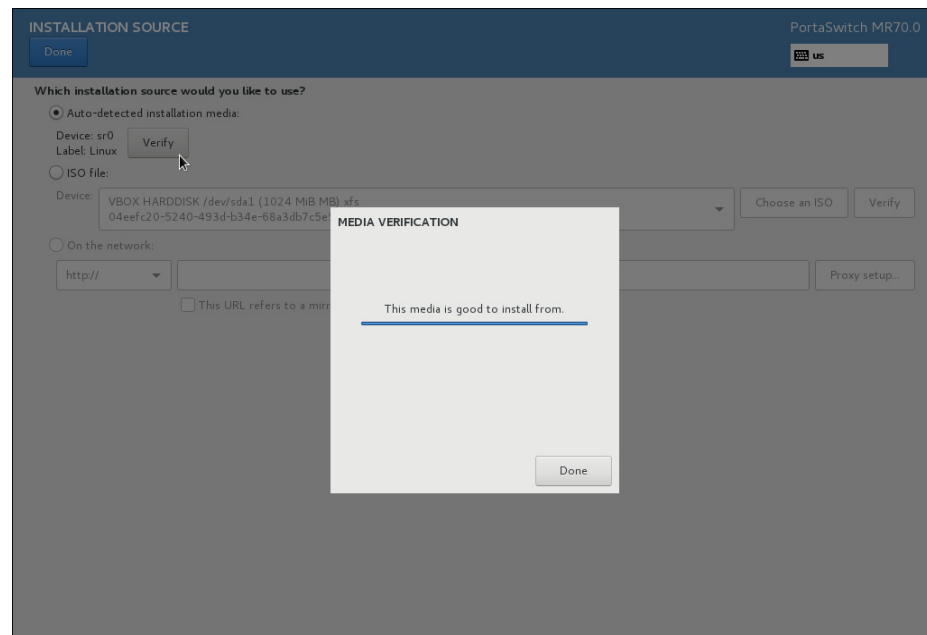 INSTALLATION SOURCE
PortaSwitch MR70.0
Done
us
Which installation source would you like to use?
Auto-detected installation media:
Device: sr0
Label: Linux
Verify
ISO file:
Device:
VBOX HARDDISK /dev/sda1 (1024 MiB MB) xfs
04eefc20-5240-493d-b34e-68a3db7c5e
Choose an ISO
Verify
On the network:
http://
Proxy setup...
This URL refers to a mirr
MEDIA VERIFICATION
This media is good to install from.
Done